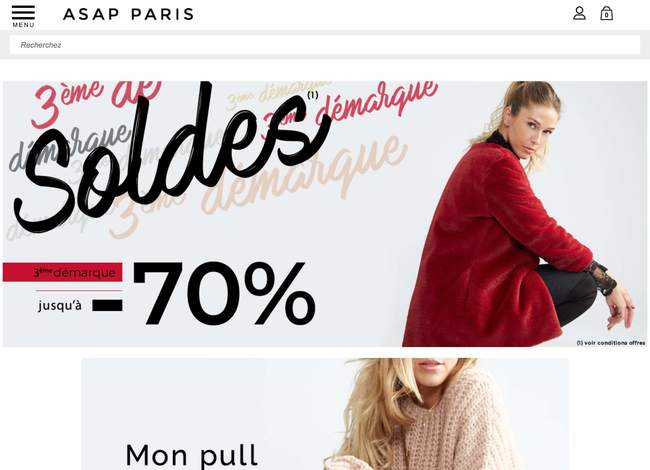 MENU
ASAP PARIS
0
Recherchez
3ème dé
3ème démarque
démarque
3ème démarque
Soldes(1)
3ème démarque
3ème démarque
jusqu'à
70%
(1) voir conditions offres
Mon pull